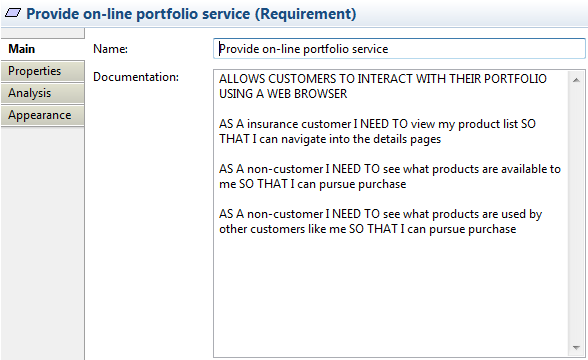 Provide on-line portfolio service (Requirement)
Main
Name:
Provide on-line portfolio service
Properties
Documentation:
Analysis
Appearance
ALLOWS CUSTOMERS TO INTERACT WITH THEIR PORTFOLIO
USING A WEB BROWSER
AS A insurance customer I NEED TO view my product list SO
THAT I can navigate into the details pages
AS A non-customer I NEED TO see what products are available to
me SO THAT I can pursue purchase
AS A non-customer I NEED TO see what products are used by
other customers like me SO THAT I can pursue purchase